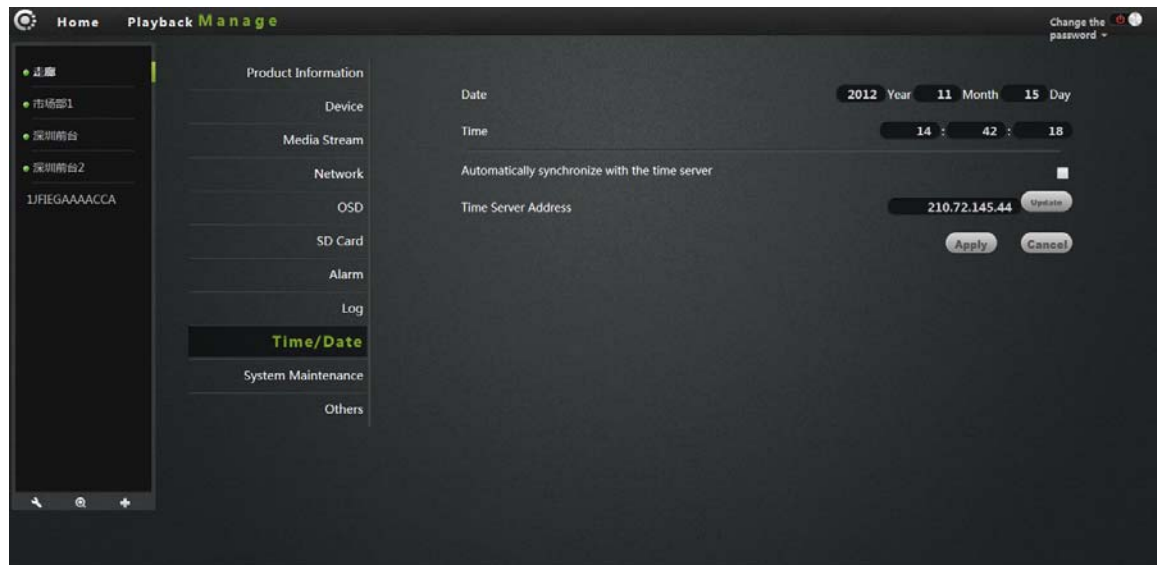 Home Playback Manage
Change the
password
走廊
市场部1
深圳前台
深圳前台2
1JFIEGAAAACCA
Product Information
Device
Media Stream
Network
OSD
SD Card
Alarm
Log
Time/Date
System Maintenance
Others
Date 2012 Year 11 Month 15 Day
Time 14 : 42 : 18
Automatically synchronize with the time server
Time Server Address 210.72.145.44 Update
Apply Cancel